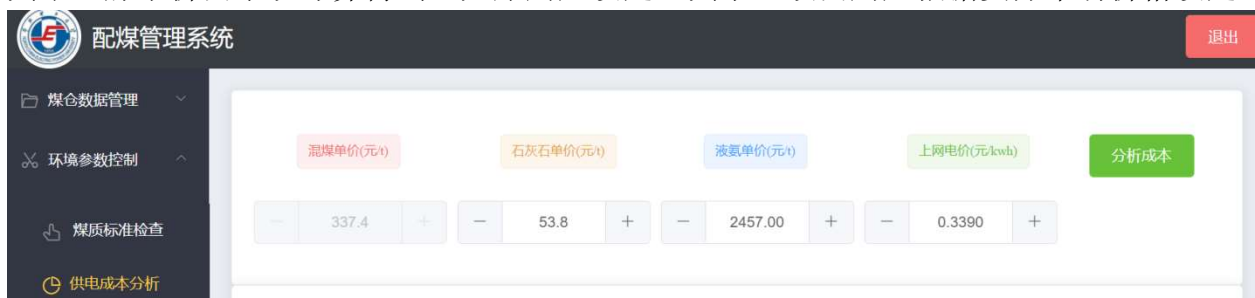 配煤管理系统
退出
煤仓数据管理
环境参数控制
混煤单价(元/t)
石灰石单价(元/t)
液氨单价(元/t)
上网电价(元/kwh)
分析成本
337.4
53.8
2457.00
0.3390
煤质标准检查
供电成本分析